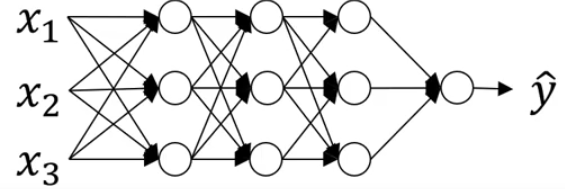 x₁
x₂ ŷ
x₃